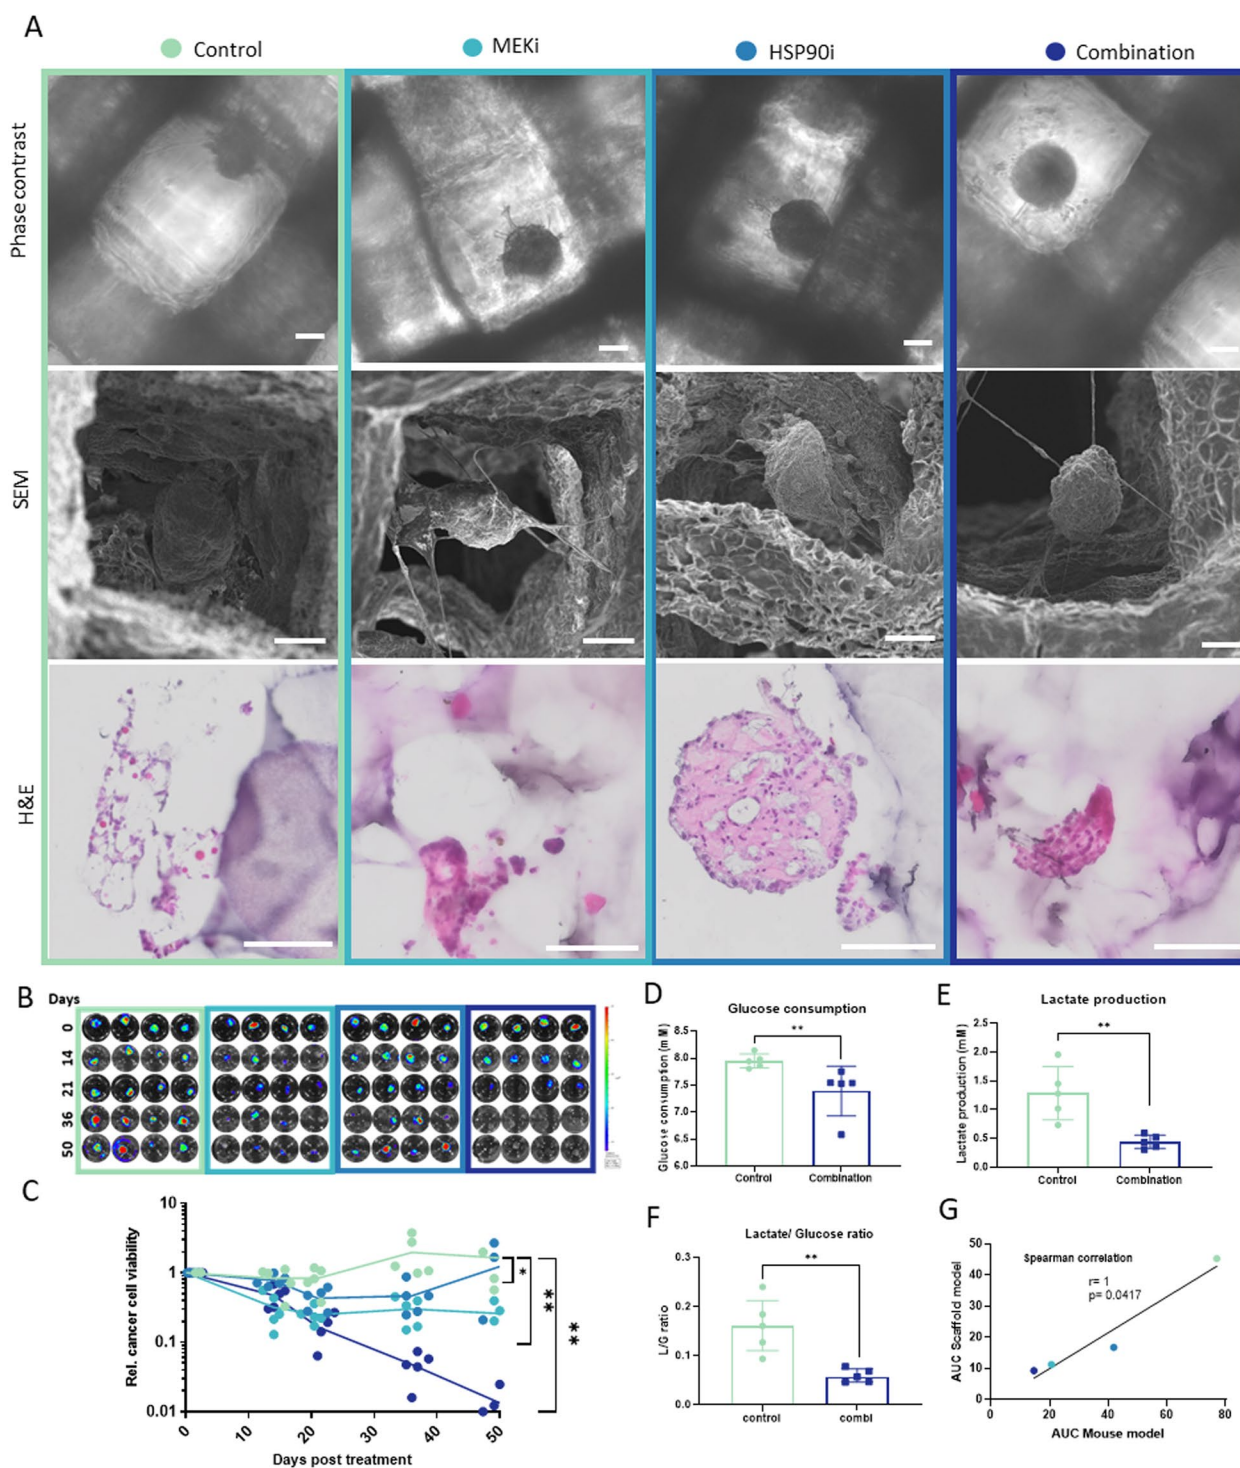 A
Control
MEKi
HSP90i
Combination
Phase contrast
SEM
H&E
B
Days
0
14
21
36
50
C
Rel. cancer cell viability
10
1
0.1
0.01
0
10
20
30
40
50
Days post treatment
*
**
**
D
Glucose consumption
Glucose consumption (mM)
8.5
8.0
7.5
7.0
6.5
6.0
**
Control
Combination
E
Lactate production
Lactate production (mM)
2.5
2.0
1.5
1.0
0.5
0.0
**
Control
Combination
F
Lactate/ Glucose ratio
L/G ratio
0.3
0.2
0.1
0.0
**
control
combi
G
Spearman correlation
r= 1
p= 0.0417
AUC Scaffold model
50
40
30
20
10
0
0
20
40
60
80
AUC Mouse model